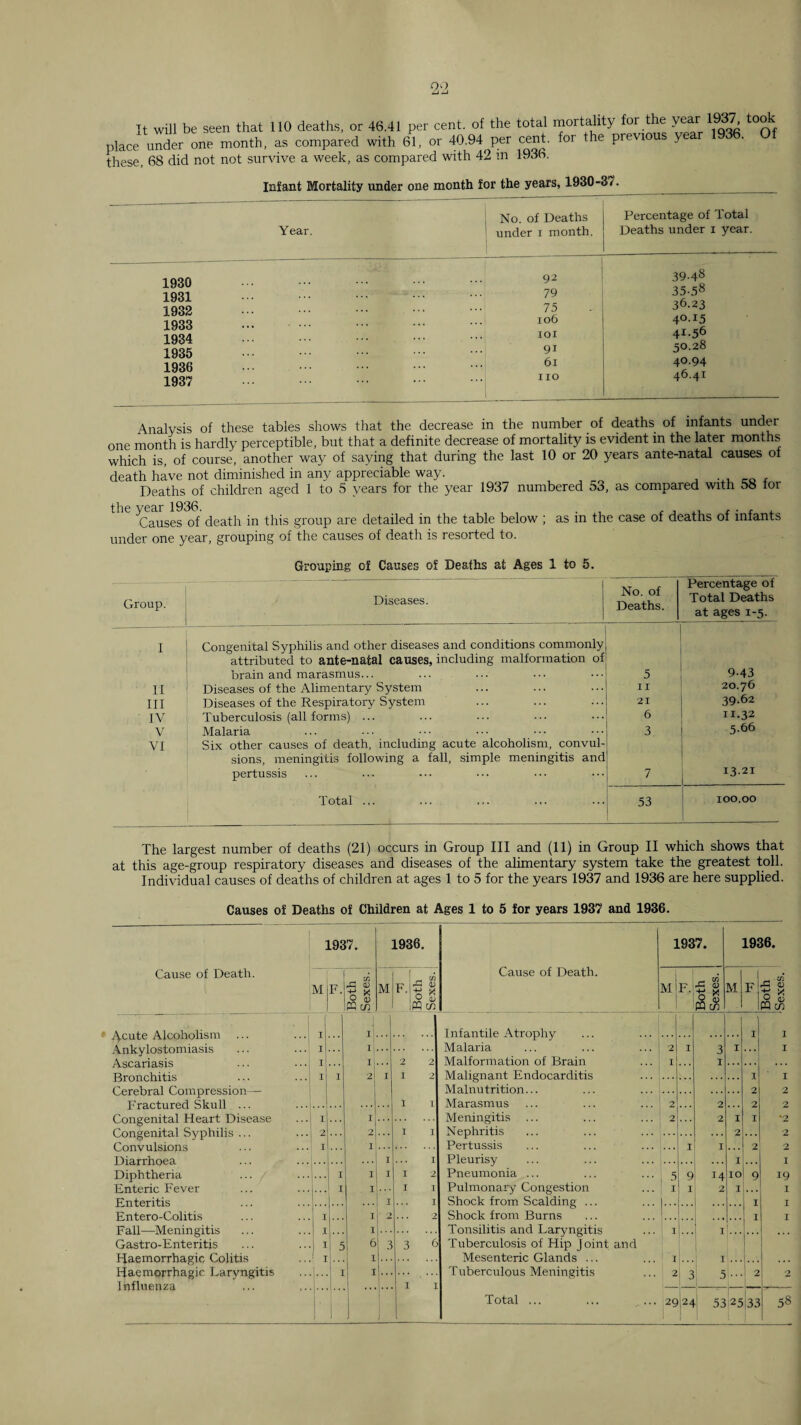 22
It will be seen that 110 deaths, or 46.41 per cent. of the total mortality for the year 1937, took
place under one month, as compared with 61, or 40.94 per cent. for the previous year 1936. Of
these, 68 did not not survive a week, as compared with 42 in 1936.
Infant Mortality under one month for the years, 1930-37.
Year. No. of Deaths under 1 month. Percentage of Total Deaths under 1 year.
1930 ... ... ... ... ... 92 39.48
1931 ... ... ... ... ... 79 35.58
1932 ... ... ... ... ... 75 36.23
1933 ... ... ... ... ... 106 40.15
1934 ... ... ... ... ... 101 41.56
1935 ... ... ... ... ... 91 50.28
1936 ... ... ... ... ... 61 40.94
1937 ... ... ... ... ... 110 46.41
Analysis of these tables shows that the decrease in the number of deaths of infants under
one month is hardly perceptible, but that a definite decrease of mortality is evident in the later months
which is, of course, another way of saying that during the last 10 or 20 years ante-natal causes of
death have not diminished in any appreciable way.
Deaths of children aged 1 to 5 years for the year 1937 numbered 53, as compared with 58 for
the year 1936.
Causes of death in this group are detailed in the table below ; as in the case of deaths of infants
under one year, grouping of the causes of death is resorted to.
Grouping of Causes of Deaths at Ages 1 to 5.
Group. Diseases. No. of Deaths. Percentage of Total Deaths at ages 1-5.
I Congenital Syphilis and other diseases and conditions commonly
attributed to ante-natal causes, including malformation of
brain and marasmus... ... ... ... ... 5 9.43
II Diseases of the Alimentary System ... ... ... 11 20.76
III Diseases of the Respiratory System ... ... ... 21 39.62
IV Tuberculosis (all forms) ... ... ... ... ... 6 11.32
V Malaria ... ... ... ... ... ... 3 5.66
VI Six other causes of death, including acute alcoholism, convul-
sions, meningitis following a fall, simple meningitis and
pertussis ... ... ... ... ... ... 7 13.21
Total ... ... ... ... ... 53 100.00
The largest number of deaths (21) occurs in Group III and (11) in Group II which shows that
at this age-group respiratory diseases and diseases of the alimentary system take the greatest toll.
Individual causes of deaths of children at ages 1 to 5 for the years 1937 and 1936 are here supplied.
Causes of Deaths of Children at Ages 1 to 5 for years 1937 and 1936.
Cause of Death. 1937. 1936.
M F. Both Sexes. M F. Both Sexes.
Acute Alcoholism ... ... 1 ... 1 ... ... ...
Ankylostomiasis ... ... 1 ... 1 ... ... ...
Ascariasis ... ... 1 ... 1 ... 2 2
Bronchitis ... ... 1 1 2 1 1 2
Cerebral Compression—
Fractured Skull ... ... ... ... ... ... 1 1
Congenital Heart Disease ... 1 ... 1 ... ... ...
Congenital Syphilis ... ... 2 ... 2 ... 1 1
Convulsions ... ... 1 ... 1 ... ... ...
Diarrhoea ... ... ... ... ... 1 ... 1
Diphtheria ... ... ... 1 1 1 1 2
Enteric Fever ... ... ... 1 1 ... 1 1
Enteritis ... ... ... ... ... 1 ... 1
Entero-Colitis ... ... 1 ... 1 2 ... 2
Fall—Meningitis ... ... 1 ... 1 ... ... ...
Gastro-Enteritis ... ... 1 5 6 3 3 6
Haemorrhagic Colitis ... 1 ... 1 ... ... ...
Haemorrhagic Laryngitis ... ... 1 1 ... ... ...
Influenza ... ... ... ... ... ... 1 1
Cause of Death. 1937. 1936.
M F. Both Sexes. M F Both Sexes.
Infantile Atrophy ... ... ... ... ... ... 1 1
Malaria ... ... ... 2 1 3 1 ... 1
Malformation of Brain ... 1 ... 1 ... ... ...
Malignant Endocarditis ... ... ... ... ... 1 1
Malnutrition... ... ... ... ... ... ... 2 2
Marasmus ... ... ... 2 ... 2 ... 2 2
Meningitis ... ... ... 2 ... 2 1 1 2
Nephritis ... ... ... ... ... ... 2 ... 2
Pertussis ... ... ... ... 1 1 ... 2 2
Pleurisy ... ... ... ... ... ... 1 ... 1
Pneumonia ... ... ... 5 9 14 10 9 19
Pulmonary Congestion ... 1 1 2 1 ... 1
Shock from Scalding ... ... ... ... ... ... 1 1
Shock from Burns ... ... ... ... ... ... 1 1
Tonsilitis and Laryngitis ... 1 ... 1 ... ... ...
Tuberculosis of Hip Joint and
Mesenteric Glands ... ... 1 ... 1 ... ... ...
Tuberculous Meningitis ... 2 3 5 ... 2 2
Total ... ... ... 29 24 53 25 33 58